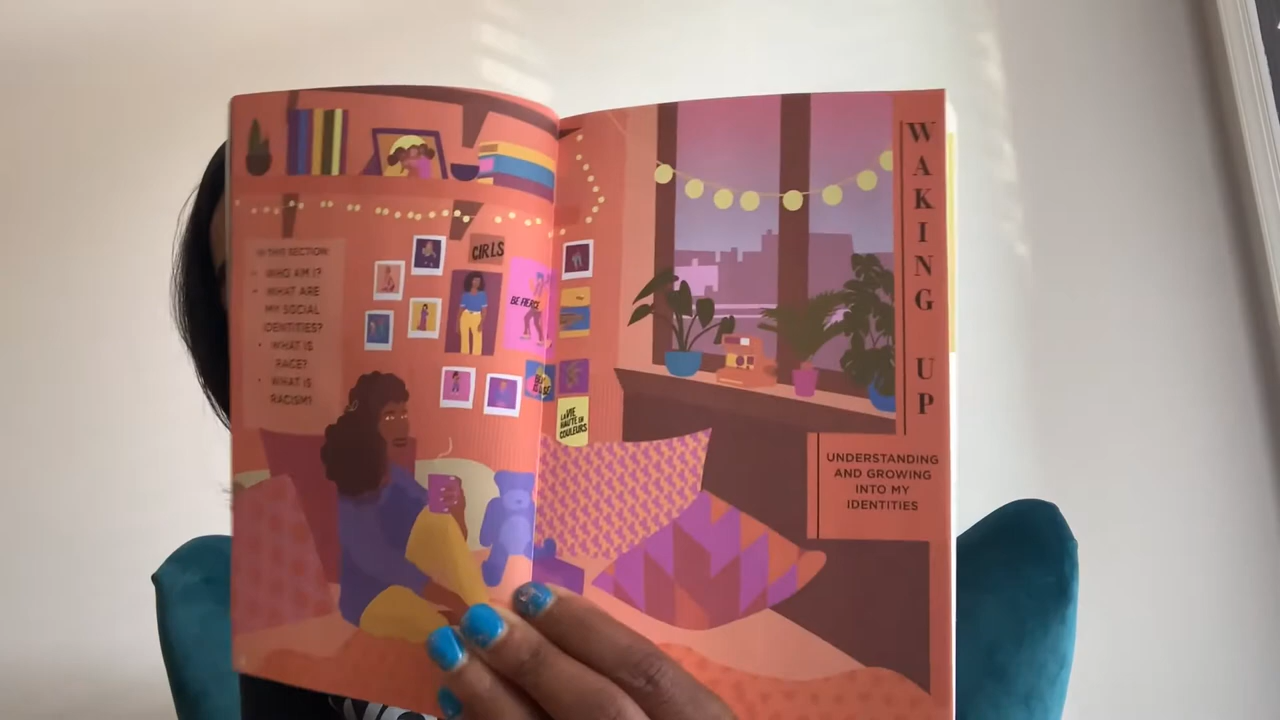 IN THIS SECTION:
• WHO AM I?
• WHAT ARE
MY SOCIAL
IDENTITIES?
• WHAT IS
RACE?
• WHAT IS
RACISM?
GIRLS
BE FIERCE
LA VIE
HAUTE EN
COULEURS
WAKING UP
UNDERSTANDING
AND GROWING
INTO MY
IDENTITIES